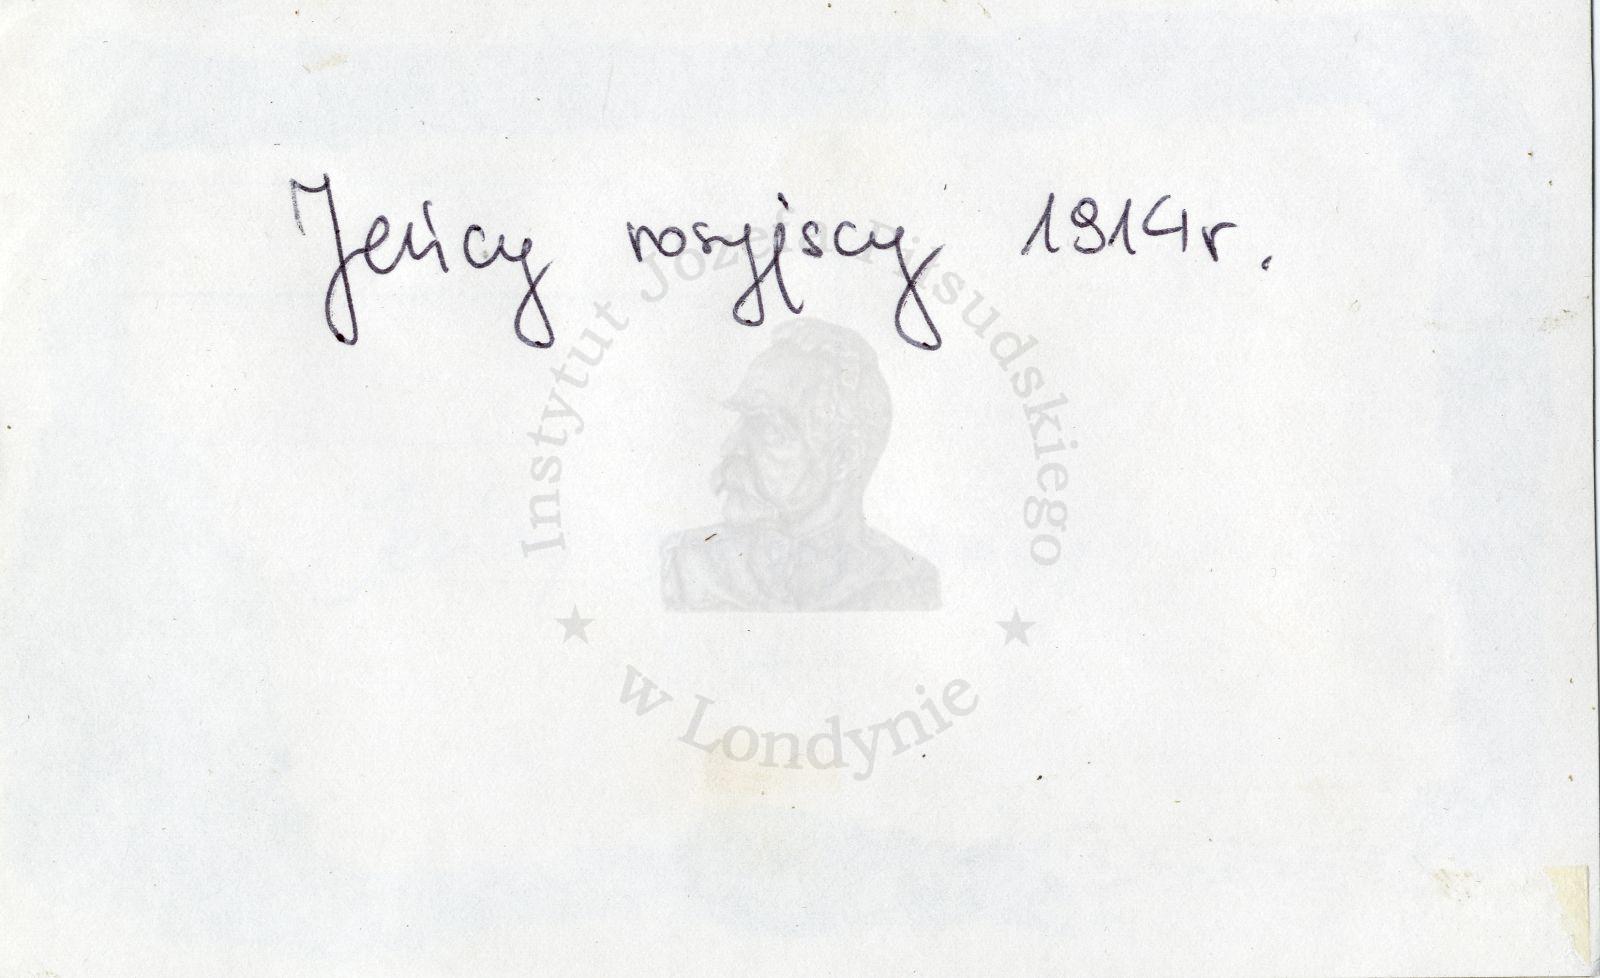 Jeńcy rosyjscy 1914r.
Instytut Józefa Piłsudskiego
w Londynie